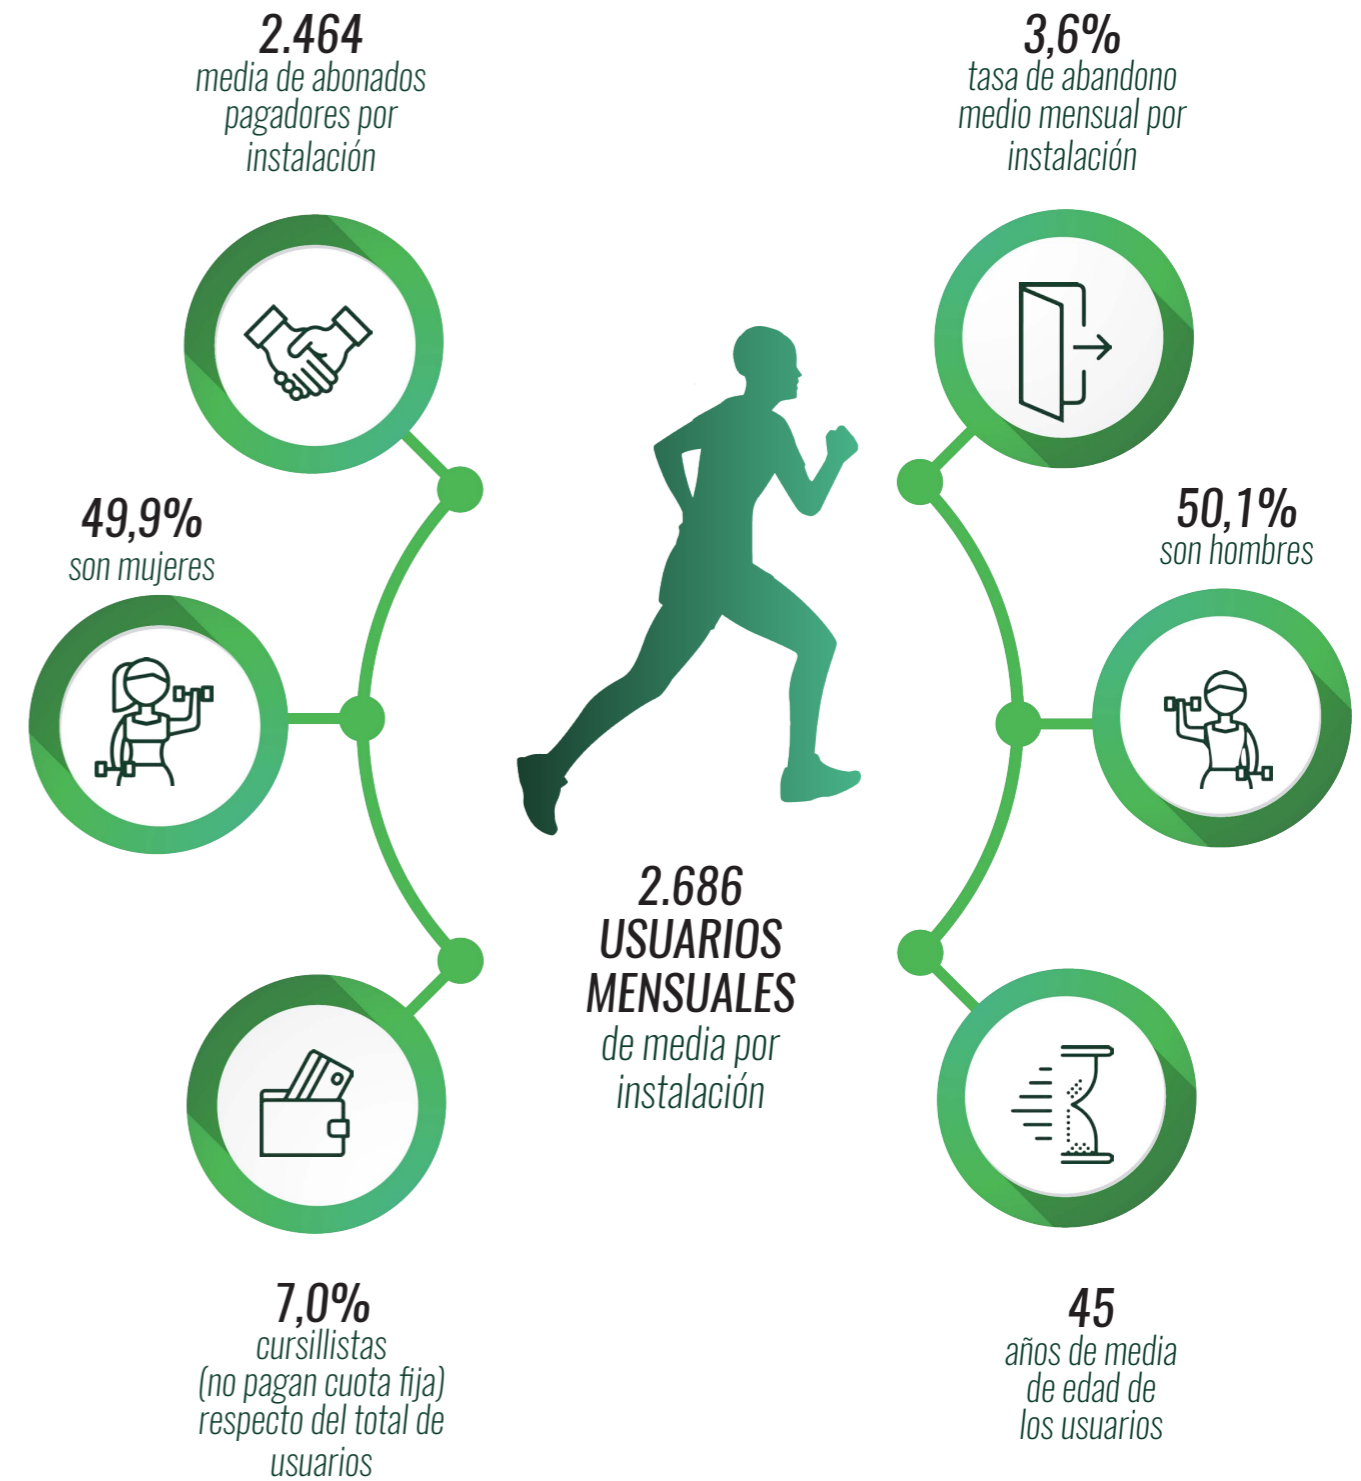 2.464
media de abonados
pagadores por
instalación
3,6%
tasa de abandono
medio mensual por
instalación
49,9%
son mujeres
50,1%
son hombres
2.686
USUARIOS
MENSUALES
de media por
instalación
7,0%
cursillistas
(no pagan cuota fija)
respecto del total de
usuarios
45
años de media
de edad de
los usuarios